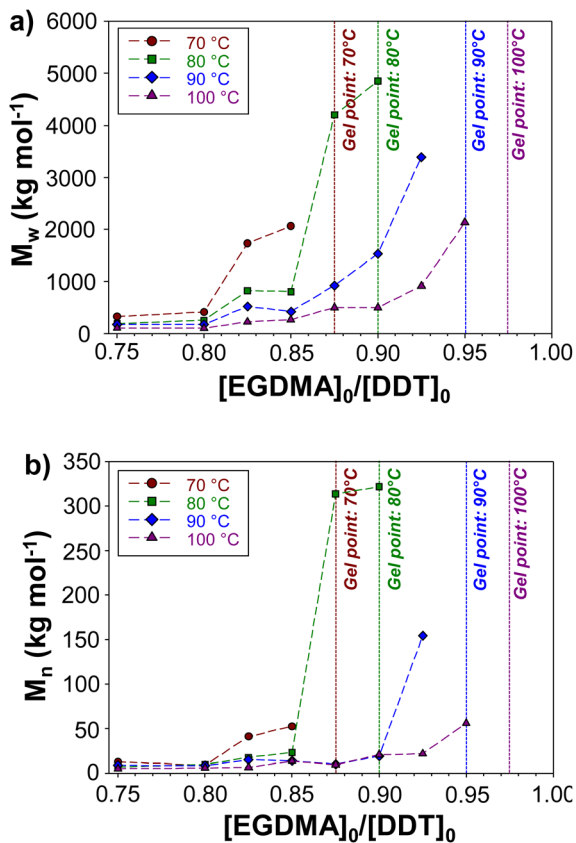 a)
6000
5000
4000
3000
2000
1000
0
M_w (kg mol⁻¹)
70 °C
80 °C
90 °C
100 °C
Gel point: 70°C
Gel point: 80°C
Gel point: 90°C
Gel point: 100°C
0.75 0.80 0.85 0.90 0.95 1.00
[EGDMA]₀/[DDT]₀
b)
350
300
250
200
150
100
50
0
M_n (kg mol⁻¹)
70 °C
80 °C
90 °C
100 °C
Gel point: 70°C
Gel point: 80°C
Gel point: 90°C
Gel point: 100°C
0.75 0.80 0.85 0.90 0.95 1.00
[EGDMA]₀/[DDT]₀